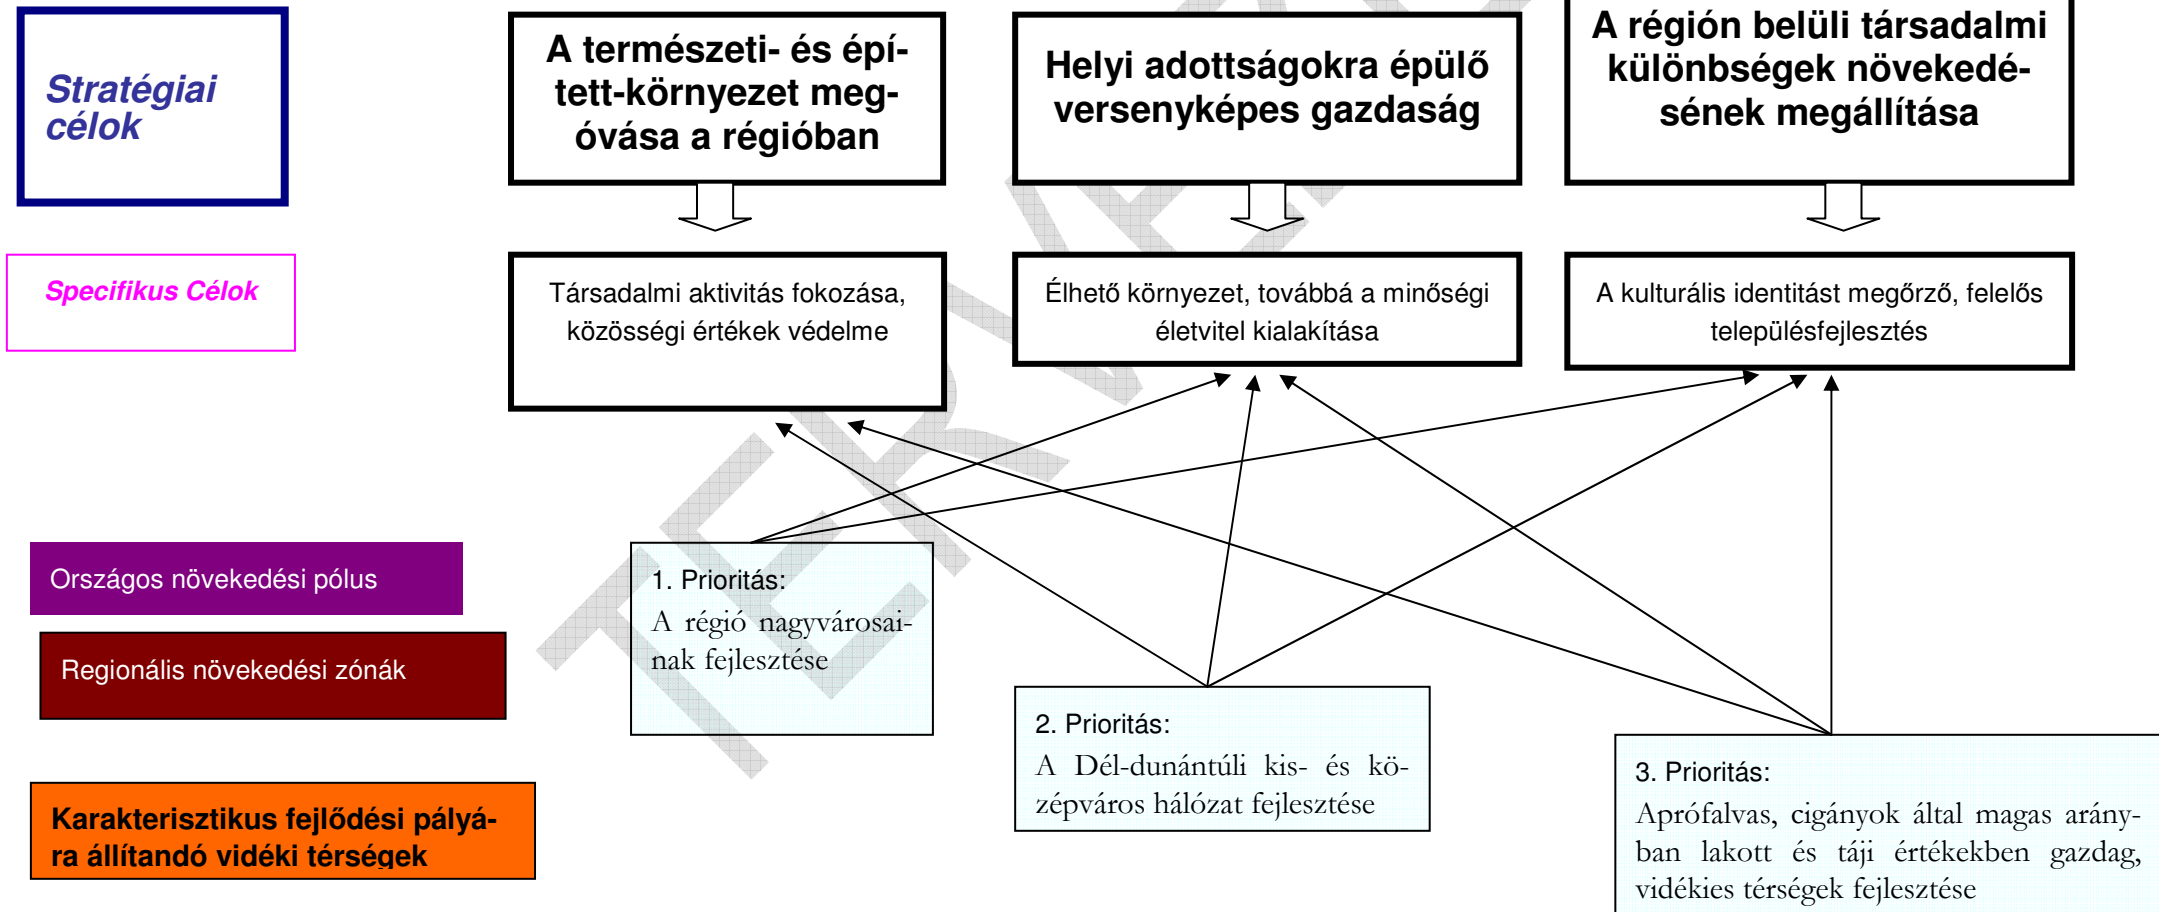 Stratégiai
célok
A természeti- és épí-
tett-környezet meg-
óvása a régióban
Helyi adottságokra épülő
versenyképes gazdaság
A régión belüli társadalmi
különbségek növekedé-
sének megállítása
Specifikus Célok
Társadalmi aktivitás fokozása,
közösségi értékek védelme
Élhető környezet, továbbá a minőségi
életvitel kialakítása
A kulturális identitást megőrző, felelős
településfejlesztés
Országos növekedési pólus
Regionális növekedési zónák
Karakterisztikus fejlődési pályá-
ra állítandó vidéki térségek
1. Prioritás:
A régió nagyvárosai-
nak fejlesztése
2. Prioritás:
A Dél-dunántúli kis- és kö-
zépváros hálózat fejlesztése
3. Prioritás:
Aprófalvas, cigányok által magas arány-
ban lakott és táji értékekben gazdag,
vidékies térségek fejlesztése